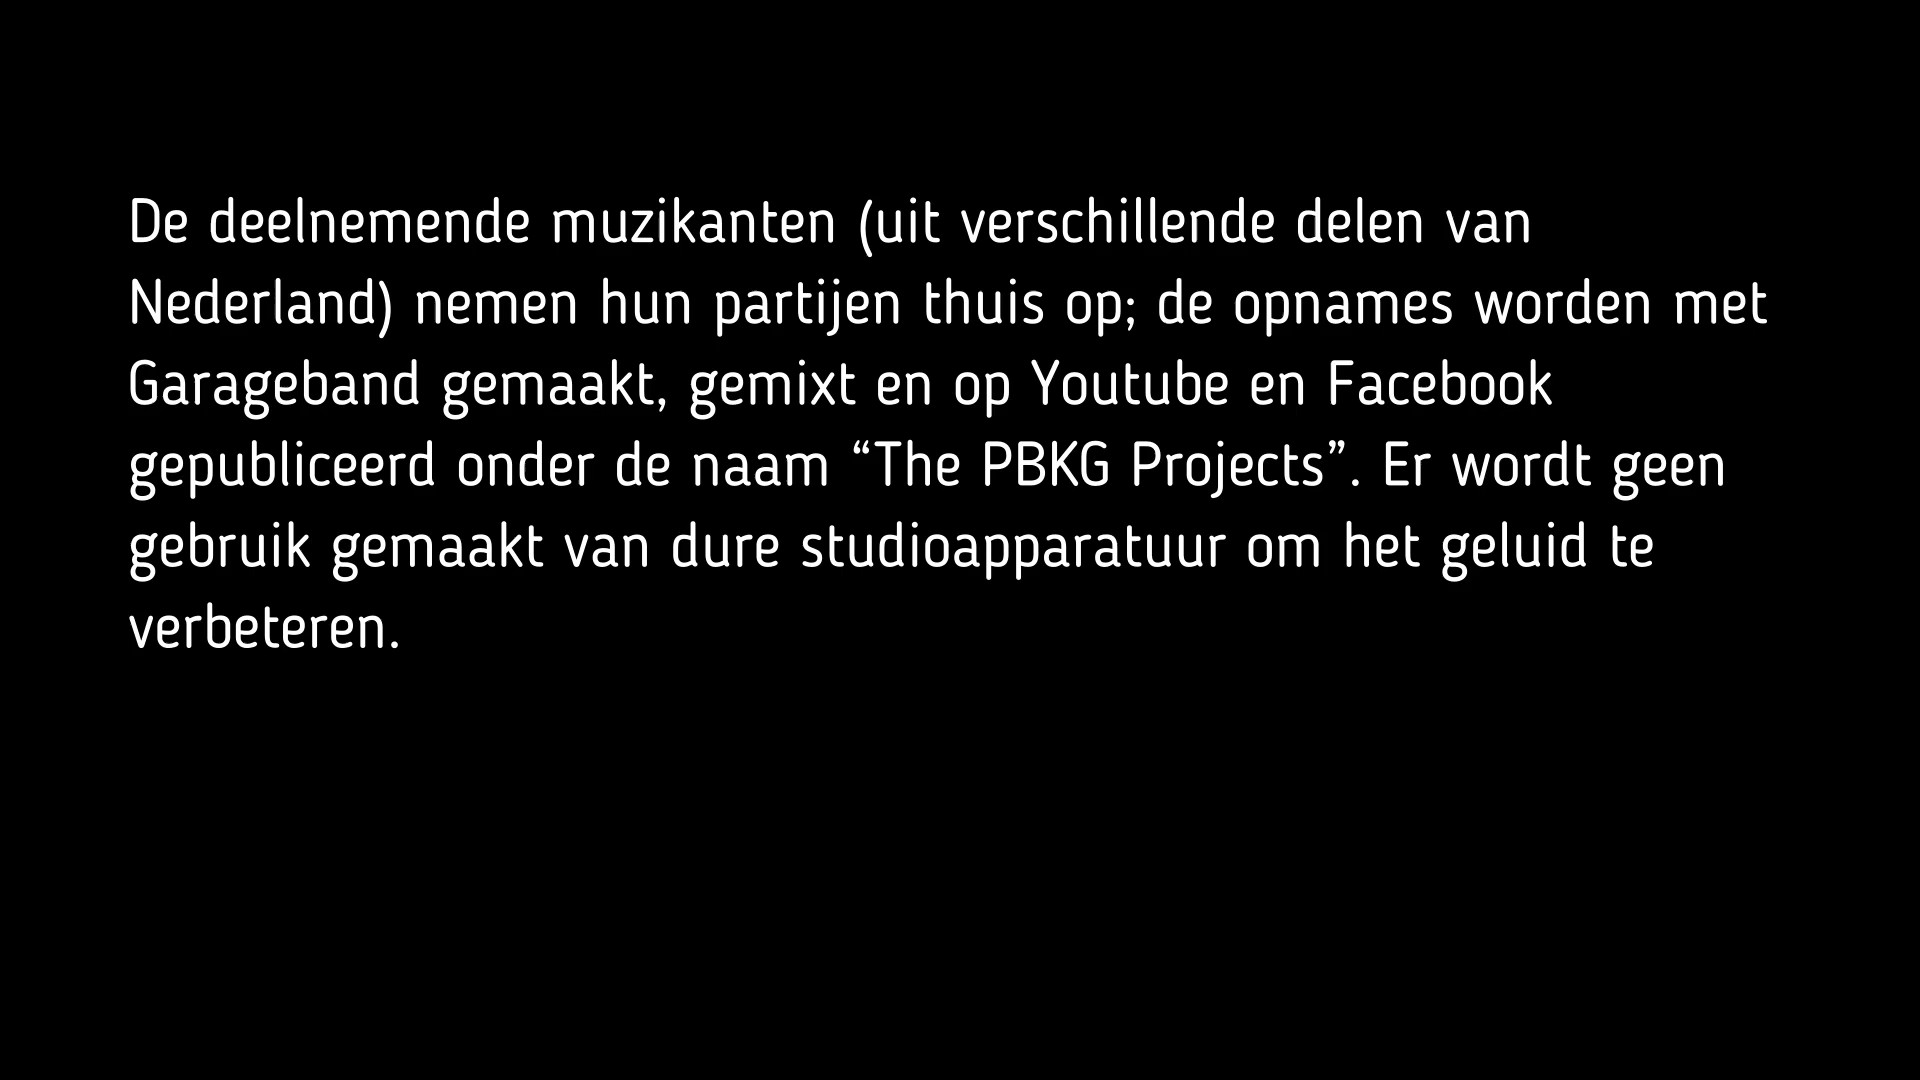 De deelnemende muzikanten (uit verschillende delen van
Nederland) nemen hun partijen thuis op; de opnames worden met
Garageband gemaakt, gemixt en op Youtube en Facebook
gepubliceerd onder de naam “The PBKG Projects”. Er wordt geen
gebruik gemaakt van dure studioapparatuur om het geluid te
verbeteren.